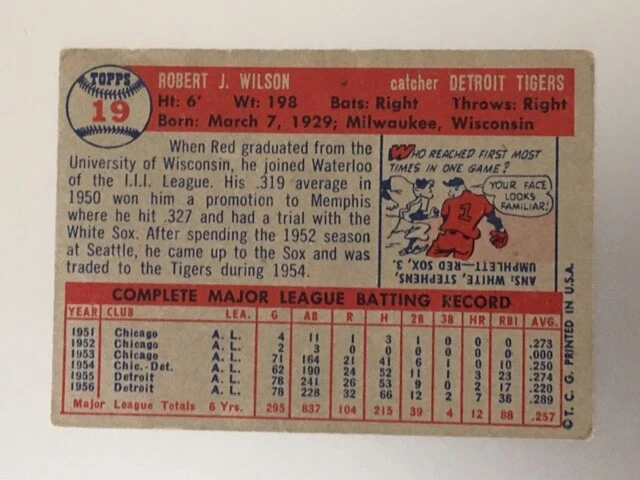 TOPPS
19
ROBERT J. WILSON catcher DETROIT TIGERS
Ht: 6' Wt: 198 Bats: Right Throws: Right
Born: March 7, 1929; Milwaukee, Wisconsin
When Red graduated from the
University of Wisconsin, he joined Waterloo
of the I.I.I. League. His .319 average in
1950 won him a promotion to Memphis
where he hit .327 and had a trial with the
White Sox. After spending the 1952 season
at Seattle, he came up to the Sox and was
traded to the Tigers during 1954.
WHO REACHED FIRST MOST
TIMES IN ONE GAME?
YOUR FACE
LOOKS
FAMILIAR!
1
ANS: WHITE, STEPHENS,
UMPHLETT—RED SOX, 3.
COMPLETE MAJOR LEAGUE BATTING RECORD
YEAR CLUB LEA. G AB R H 2B 3B HR RBI AVG.
1951 Chicago A. L. 4 11 1 3 1 0 0 0 .273
1952 Chicago A. L. 2 3 0 0 0 0 0 0 .000
1953 Chicago A. L. 71 164 21 41 6 1 0 10 .250
1954 Chic.-Det. A. L. 62 190 24 52 11 1 3 23 .274
1955 Detroit A. L. 78 241 26 53 9 0 2 17 .220
1956 Detroit A. L. 78 228 32 66 12 2 7 38 .289
Major League Totals 6 Yrs. 295 837 104 215 39 4 12 88 .257
©T. C. G. PRINTED IN U.S.A.